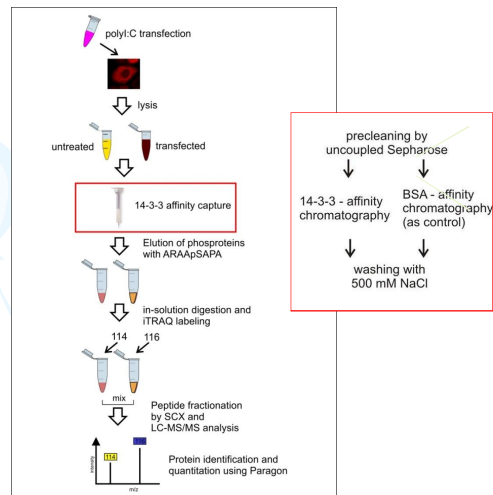 polyI:C transfection
lysis
untreated
transfected
14-3-3 affinity capture
Elution of phosproteins
with ARAApSAPA
in-solution digestion and
iTRAQ labeling
114 116
mix
Peptide fractionation
by SCX and
LC-MS/MS analysis
114
116
Intensity
m/z
Protein identification and
quantitation using Paragon
precleaning by
uncoupled Sepharose
14-3-3 - affinity
chromatography
BSA - affinity
chromatography
(as control)
washing with
500 mM NaCl